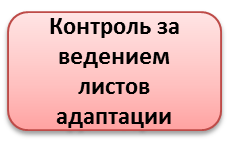 Контроль за
ведением
листов
адаптации